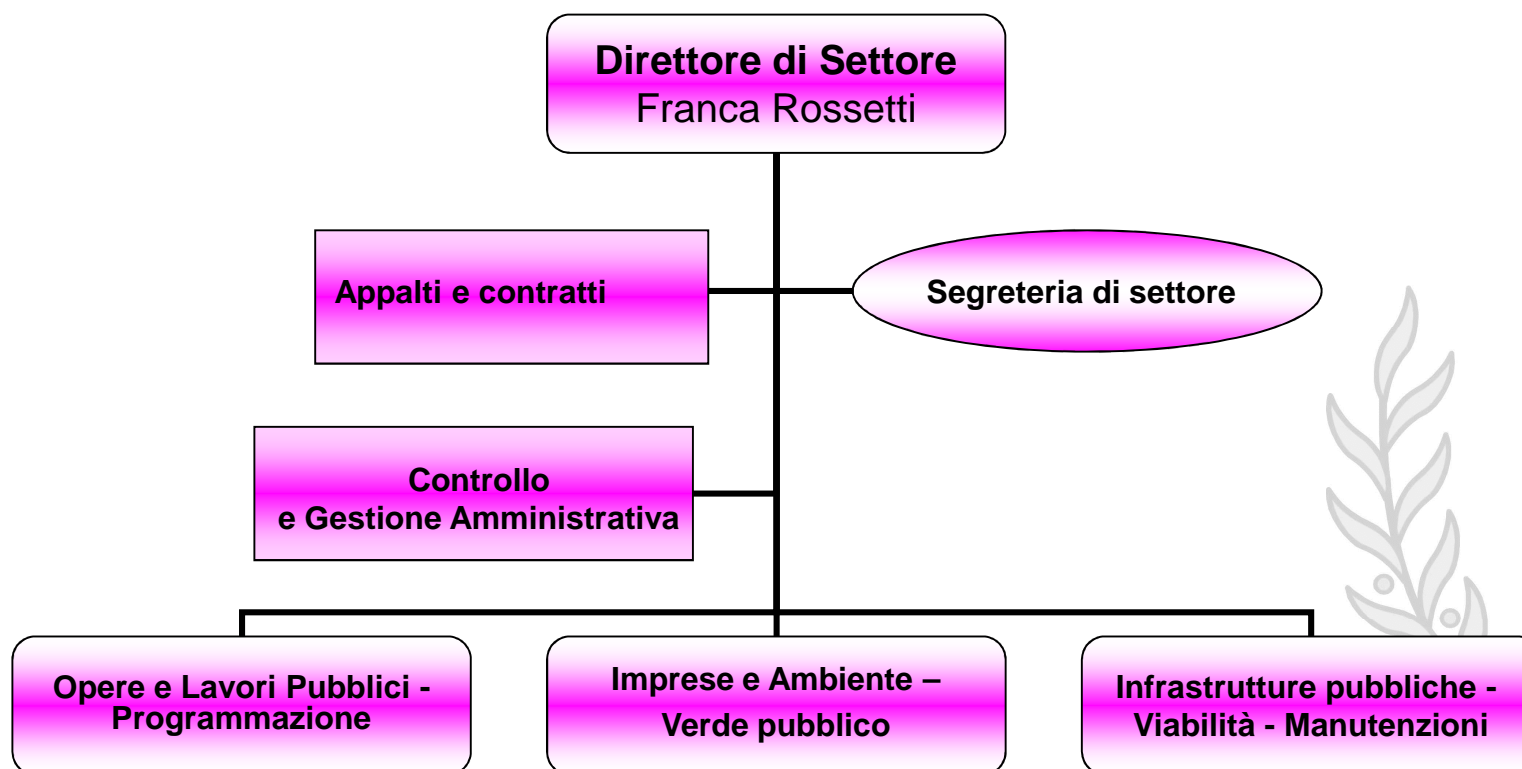 Direttore di Settore
Franca Rossetti
Appalti e contratti
Segreteria di settore
Controllo
e Gestione Amministrativa
Opere e Lavori Pubblici -
Programmazione
Imprese e Ambiente –
Verde pubblico
Infrastrutture pubbliche -
Viabilità - Manutenzioni